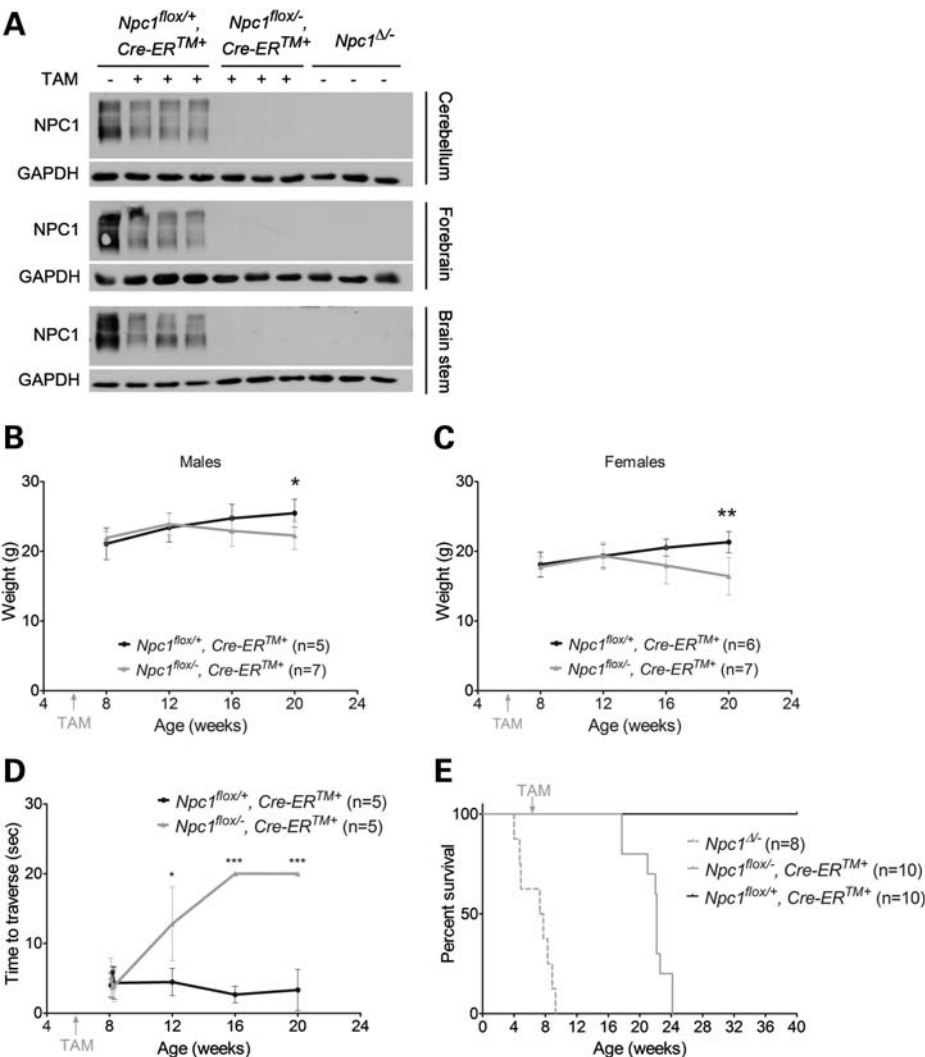 A
Npc1flox/+, Cre-ERTM+
Npc1flox/-, Cre-ERTM+
Npc1Δ/-
TAM - + + + + + + - - -
NPC1
GAPDH
Cerebellum
NPC1
GAPDH
Forebrain
NPC1
GAPDH
Brain stem
B
Males
30
20
10
0
Weight (g)
*
Npc1flox/+, Cre-ERTM+ (n=5)
Npc1flox/-, Cre-ERTM+ (n=7)
4 8 12 16 20 24
TAM
Age (weeks)
C
Females
30
20
10
0
Weight (g)
**
Npc1flox/+, Cre-ERTM+ (n=6)
Npc1flox/-, Cre-ERTM+ (n=7)
4 8 12 16 20 24
TAM
Age (weeks)
D
Npc1flox/+, Cre-ERTM+ (n=5)
Npc1flox/-, Cre-ERTM+ (n=5)
30
20
10
0
Time to traverse (sec)
* *** ***
4 8 12 16 20 24
TAM
Age (weeks)
E
TAM
100
50
0
Percent survival
Npc1Δ/- (n=8)
Npc1flox/-, Cre-ERTM+ (n=10)
Npc1flox/+, Cre-ERTM+ (n=10)
0 4 8 12 16 20 24 28 32 36 40
Age (weeks)